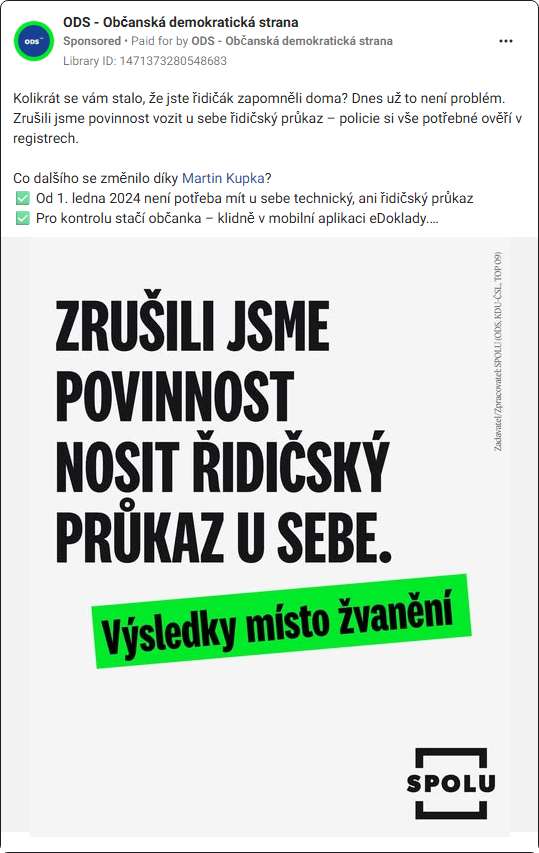 ODS - Občanská demokratická strana
Sponsored • Paid for by ODS - Občanská demokratická strana
Library ID: 1471373280548683
Kolikrát se vám stalo, že jste řidičák zapomněli doma? Dnes už to není problém.
Zrušili jsme povinnost vozit u sebe řidičský průkaz – policie si vše potřebné ověří v
registrech.
Co dalšího se změnilo díky Martin Kupka?
✅ Od 1. ledna 2024 není potřeba mít u sebe technický, ani řidičský průkaz
✅ Pro kontrolu stačí občanka – klidně v mobilní aplikaci eDoklady....
ZRUŠILI JSME
POVINNOST
NOSIT ŘIDIČSKÝ
PRŮKAZ U SEBE.
Výsledky místo žvanění
SPOLU
Zadavatel/Zpracovatel: SPOLU (ODS, KDU-ČSL, TOP 09)
ODS